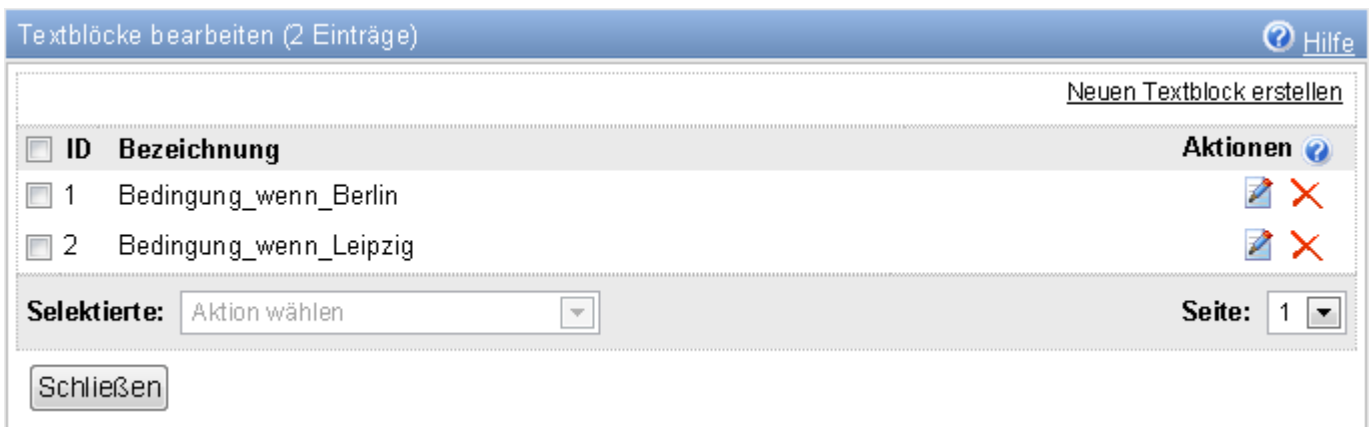 Textblöcke bearbeiten (2 Einträge) Hilfe
Neuen Textblock erstellen
ID Bezeichnung Aktionen
1 Bedingung_wenn_Berlin
2 Bedingung_wenn_Leipzig
Selektierte: Aktion wählen Seite: 1
Schließen